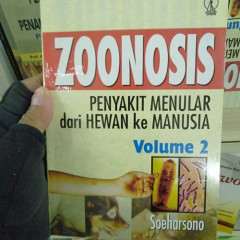 ZOONOSIS
PENYAKIT MENULAR
dari HEWAN ke MANUSIA
Volume 2
Soeharsono